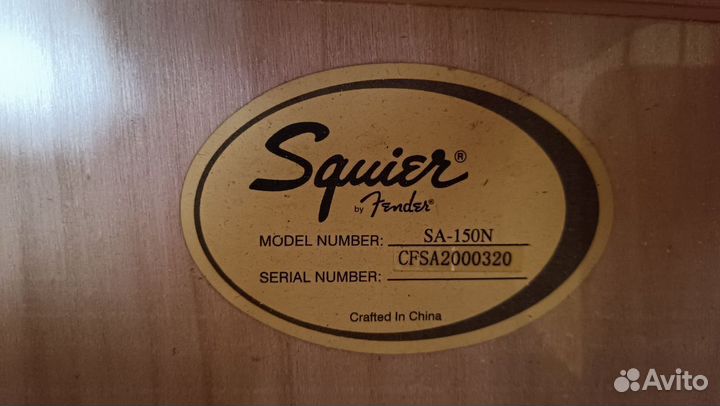 Squier®
by Fender®
MODEL NUMBER: SA-150N
CFSA2000320
SERIAL NUMBER:
Crafted In China
Avito